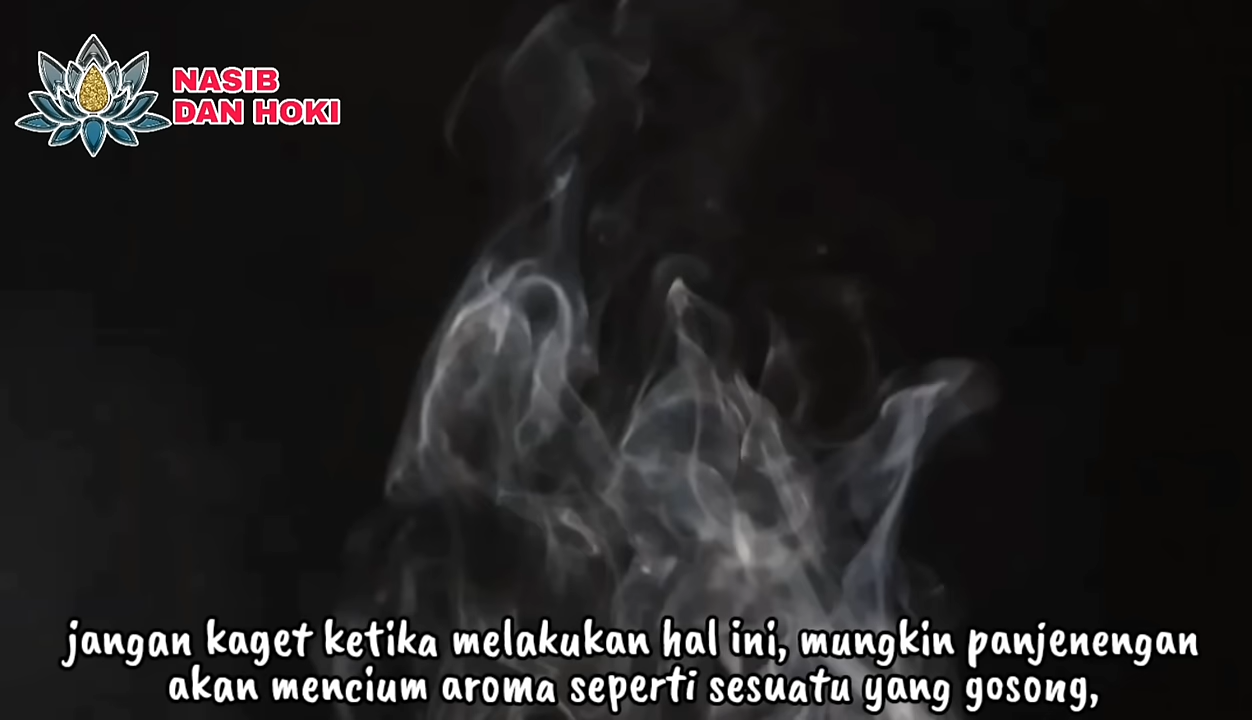 NASIB
DAN HOKI
jangan kaget ketika melakukan hal ini, mungkin panjenengan
akan mencium aroma seperti sesuatu yang gosong,